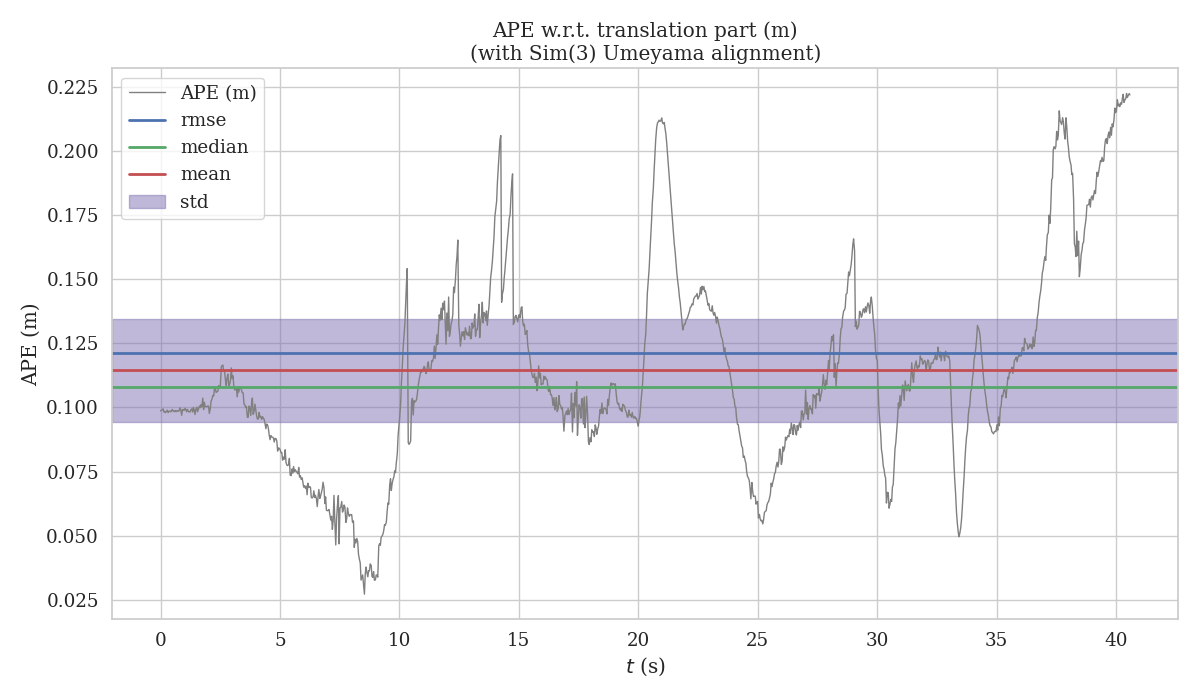 APE w.r.t. translation part (m)
(with Sim(3) Umeyama alignment)
APE (m)
rmse
median
mean
std
APE (m)
0.225
0.200
0.175
0.150
0.125
0.100
0.075
0.050
0.025
0 5 10 15 20 25 30 35 40
t (s)